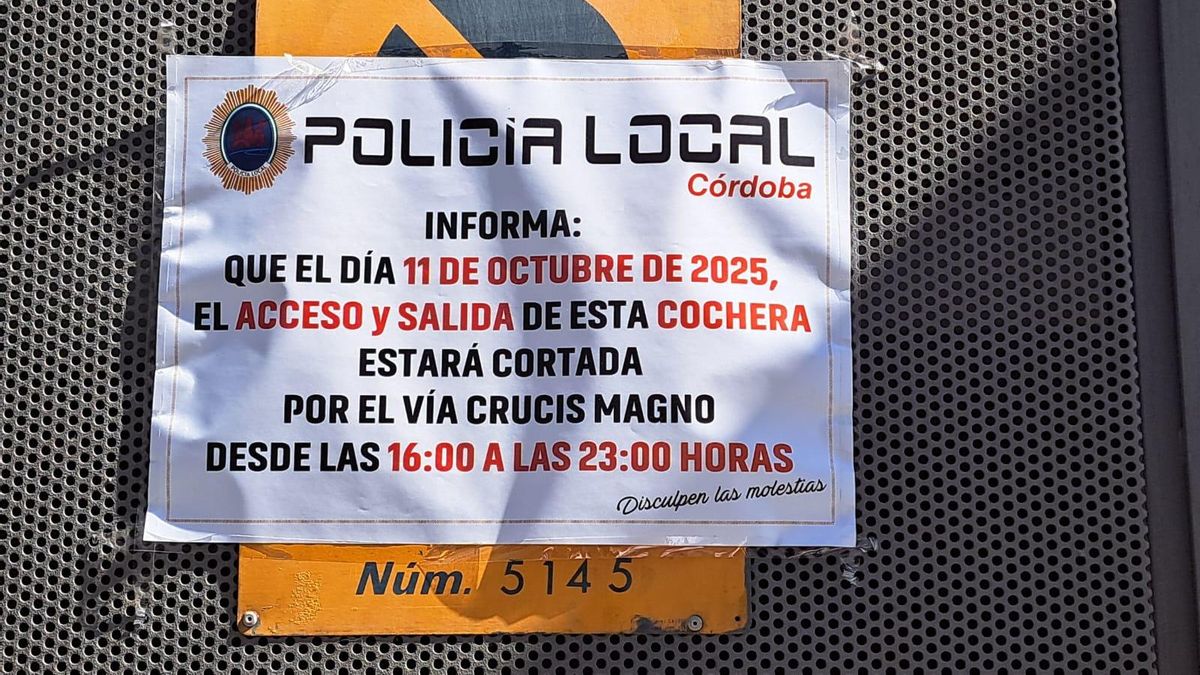 POLICÍA LOCAL
Córdoba
INFORMA:
QUE EL DÍA 11 DE OCTUBRE DE 2025,
EL ACCESO y SALIDA DE ESTA COCHERA
ESTARÁ CORTADA
POR EL VÍA CRUCIS MAGNO
DESDE LAS 16:00 A LAS 23:00 HORAS
Disculpen las molestias
Núm. 5145